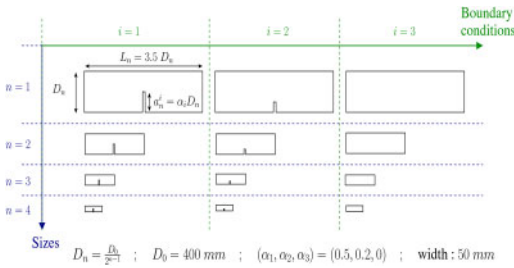 Boundary
conditions
i = 1
i = 2
i = 3
L_n = 3.5 D_n
n = 1
D_n
a_n^i = α_i D_n
n = 2
n = 3
n = 4
Sizes
D_n = D_0/2^{n-1} ; D_0 = 400 mm ; (α_1, α_2, α_3) = (0.5, 0.2, 0) ; width : 50 mm